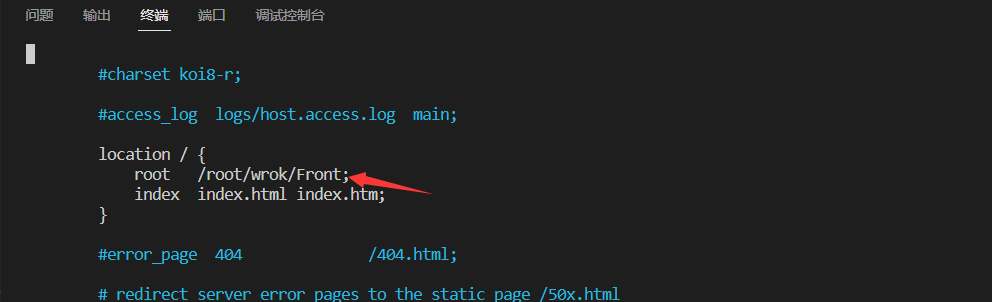 问题 输出 终端 端口 调试控制台
#charset koi8-r;
#access_log logs/host.access.log main;
location / {
root /root/wrok/Front;
index index.html index.htm;
}
#error_page 404 /404.html;
# redirect server error pages to the static page /50x.html